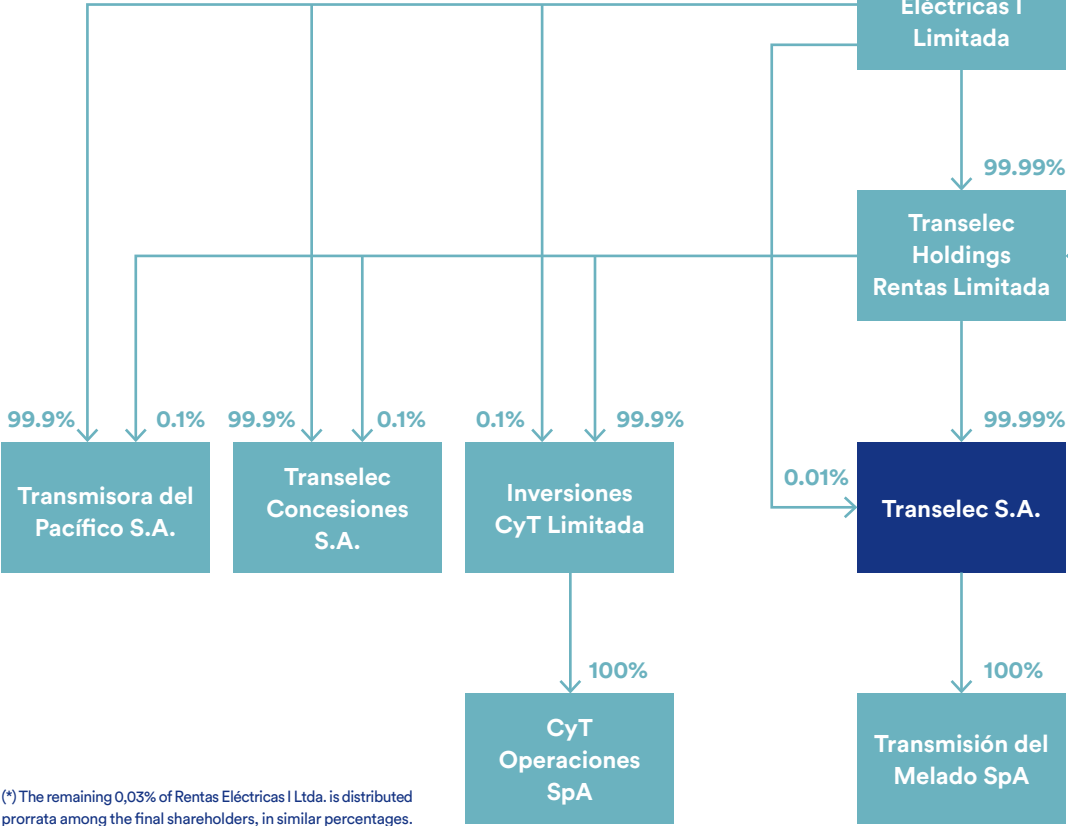 Eléctricas I
Limitada
99.99%
Transelec
Holdings
Rentas Limitada
99.9%
0.1%
99.9%
0.1%
0.1%
99.9%
99.99%
Transmisora del
Pacífico S.A.
Transelec
Concesiones
S.A.
Inversiones
CyT Limitada
0.01%
Transelec S.A.
100%
100%
CyT
Operaciones
SpA
Transmisión del
Melado SpA
(*) The remaining 0,03% of Rentas Eléctricas I Ltda. is distributed
prorrata among the final shareholders, in similar percentages.